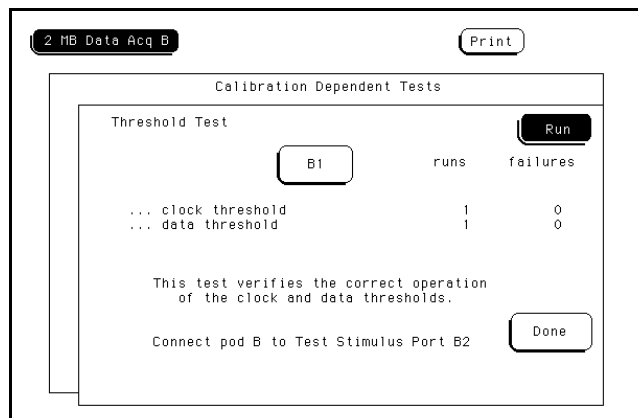 2 MB Data Acq B
Print
Calibration Dependent Tests
Threshold Test
Run
B1
runs failures
... clock threshold 1 0
... data threshold 1 0
This test verifies the correct operation
of the clock and data thresholds.
Done
Connect pod B to Test Stimulus Port B2